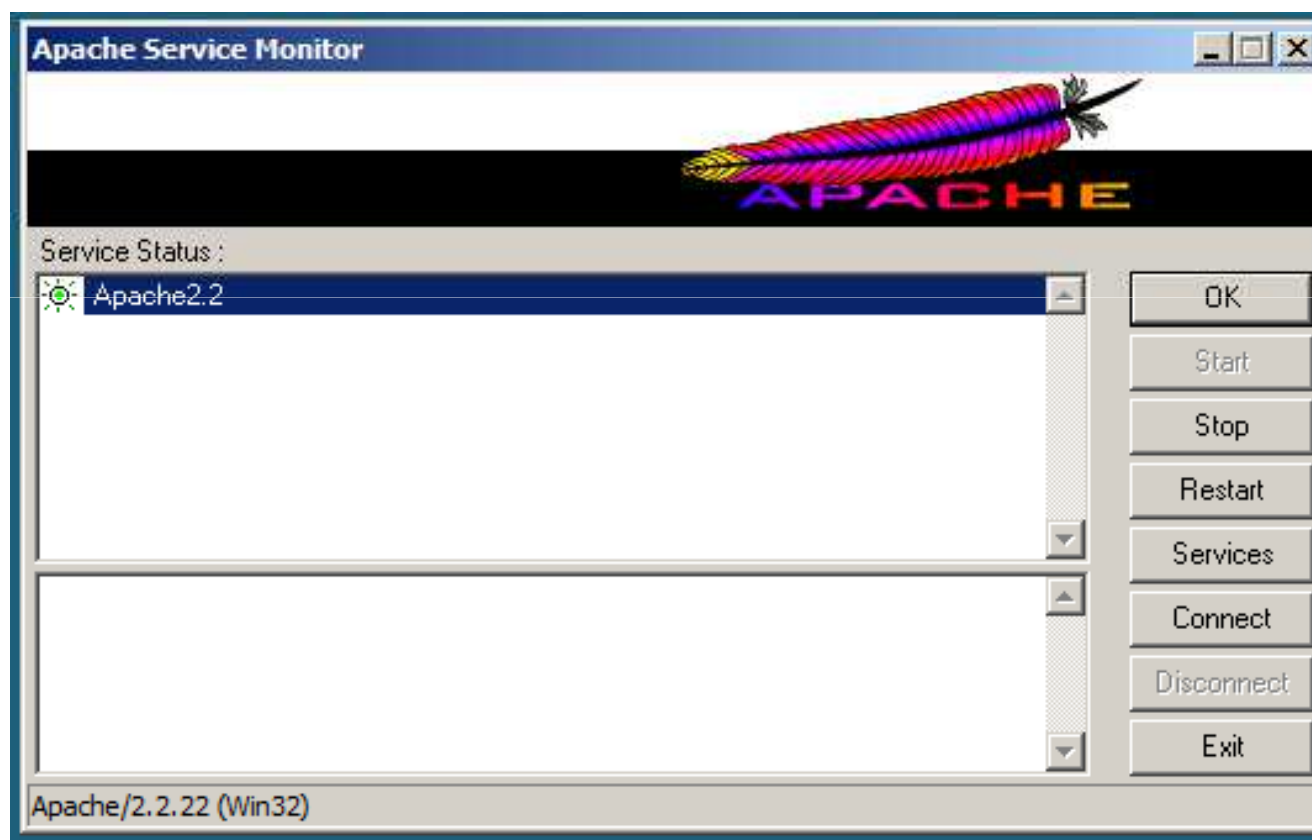 Apache Service Monitor
APACHE
Service Status :
Apache2.2
OK
Start
Stop
Restart
Services
Connect
Disconnect
Exit
Apache/2.2.22 (Win32)